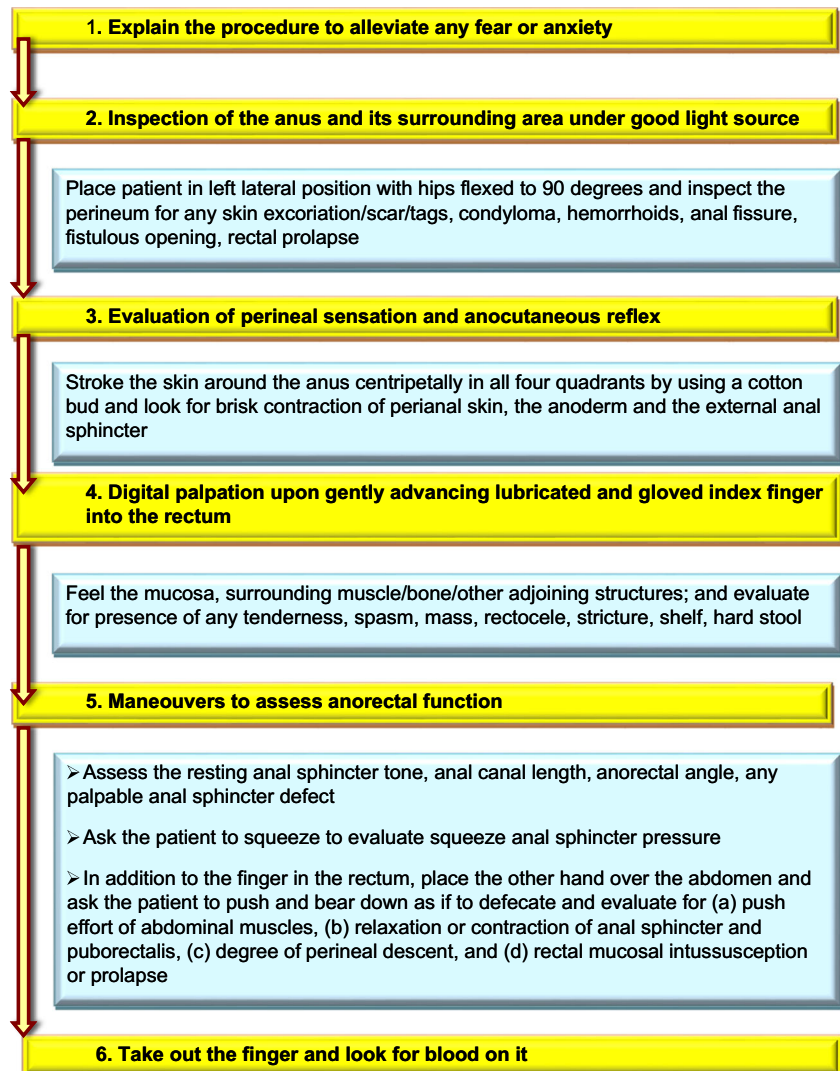 1. Explain the procedure to alleviate any fear or anxiety
2. Inspection of the anus and its surrounding area under good light source
Place patient in left lateral position with hips flexed to 90 degrees and inspect the
perineum for any skin excoriation/scar/tags, condyloma, hemorrhoids, anal fissure,
fistulous opening, rectal prolapse
3. Evaluation of perineal sensation and anocutaneous reflex
Stroke the skin around the anus centripetally in all four quadrants by using a cotton
bud and look for brisk contraction of perianal skin, the anoderm and the external anal
sphincter
4. Digital palpation upon gently advancing lubricated and gloved index finger
into the rectum
Feel the mucosa, surrounding muscle/bone/other adjoining structures; and evaluate
for presence of any tenderness, spasm, mass, rectocele, stricture, shelf, hard stool
5. Maneouvers to assess anorectal function
➢Assess the resting anal sphincter tone, anal canal length, anorectal angle, any
palpable anal sphincter defect
➢Ask the patient to squeeze to evaluate squeeze anal sphincter pressure
➢In addition to the finger in the rectum, place the other hand over the abdomen and
ask the patient to push and bear down as if to defecate and evaluate for (a) push
effort of abdominal muscles, (b) relaxation or contraction of anal sphincter and
puborectalis, (c) degree of perineal descent, and (d) rectal mucosal intussusception
or prolapse
6. Take out the finger and look for blood on it